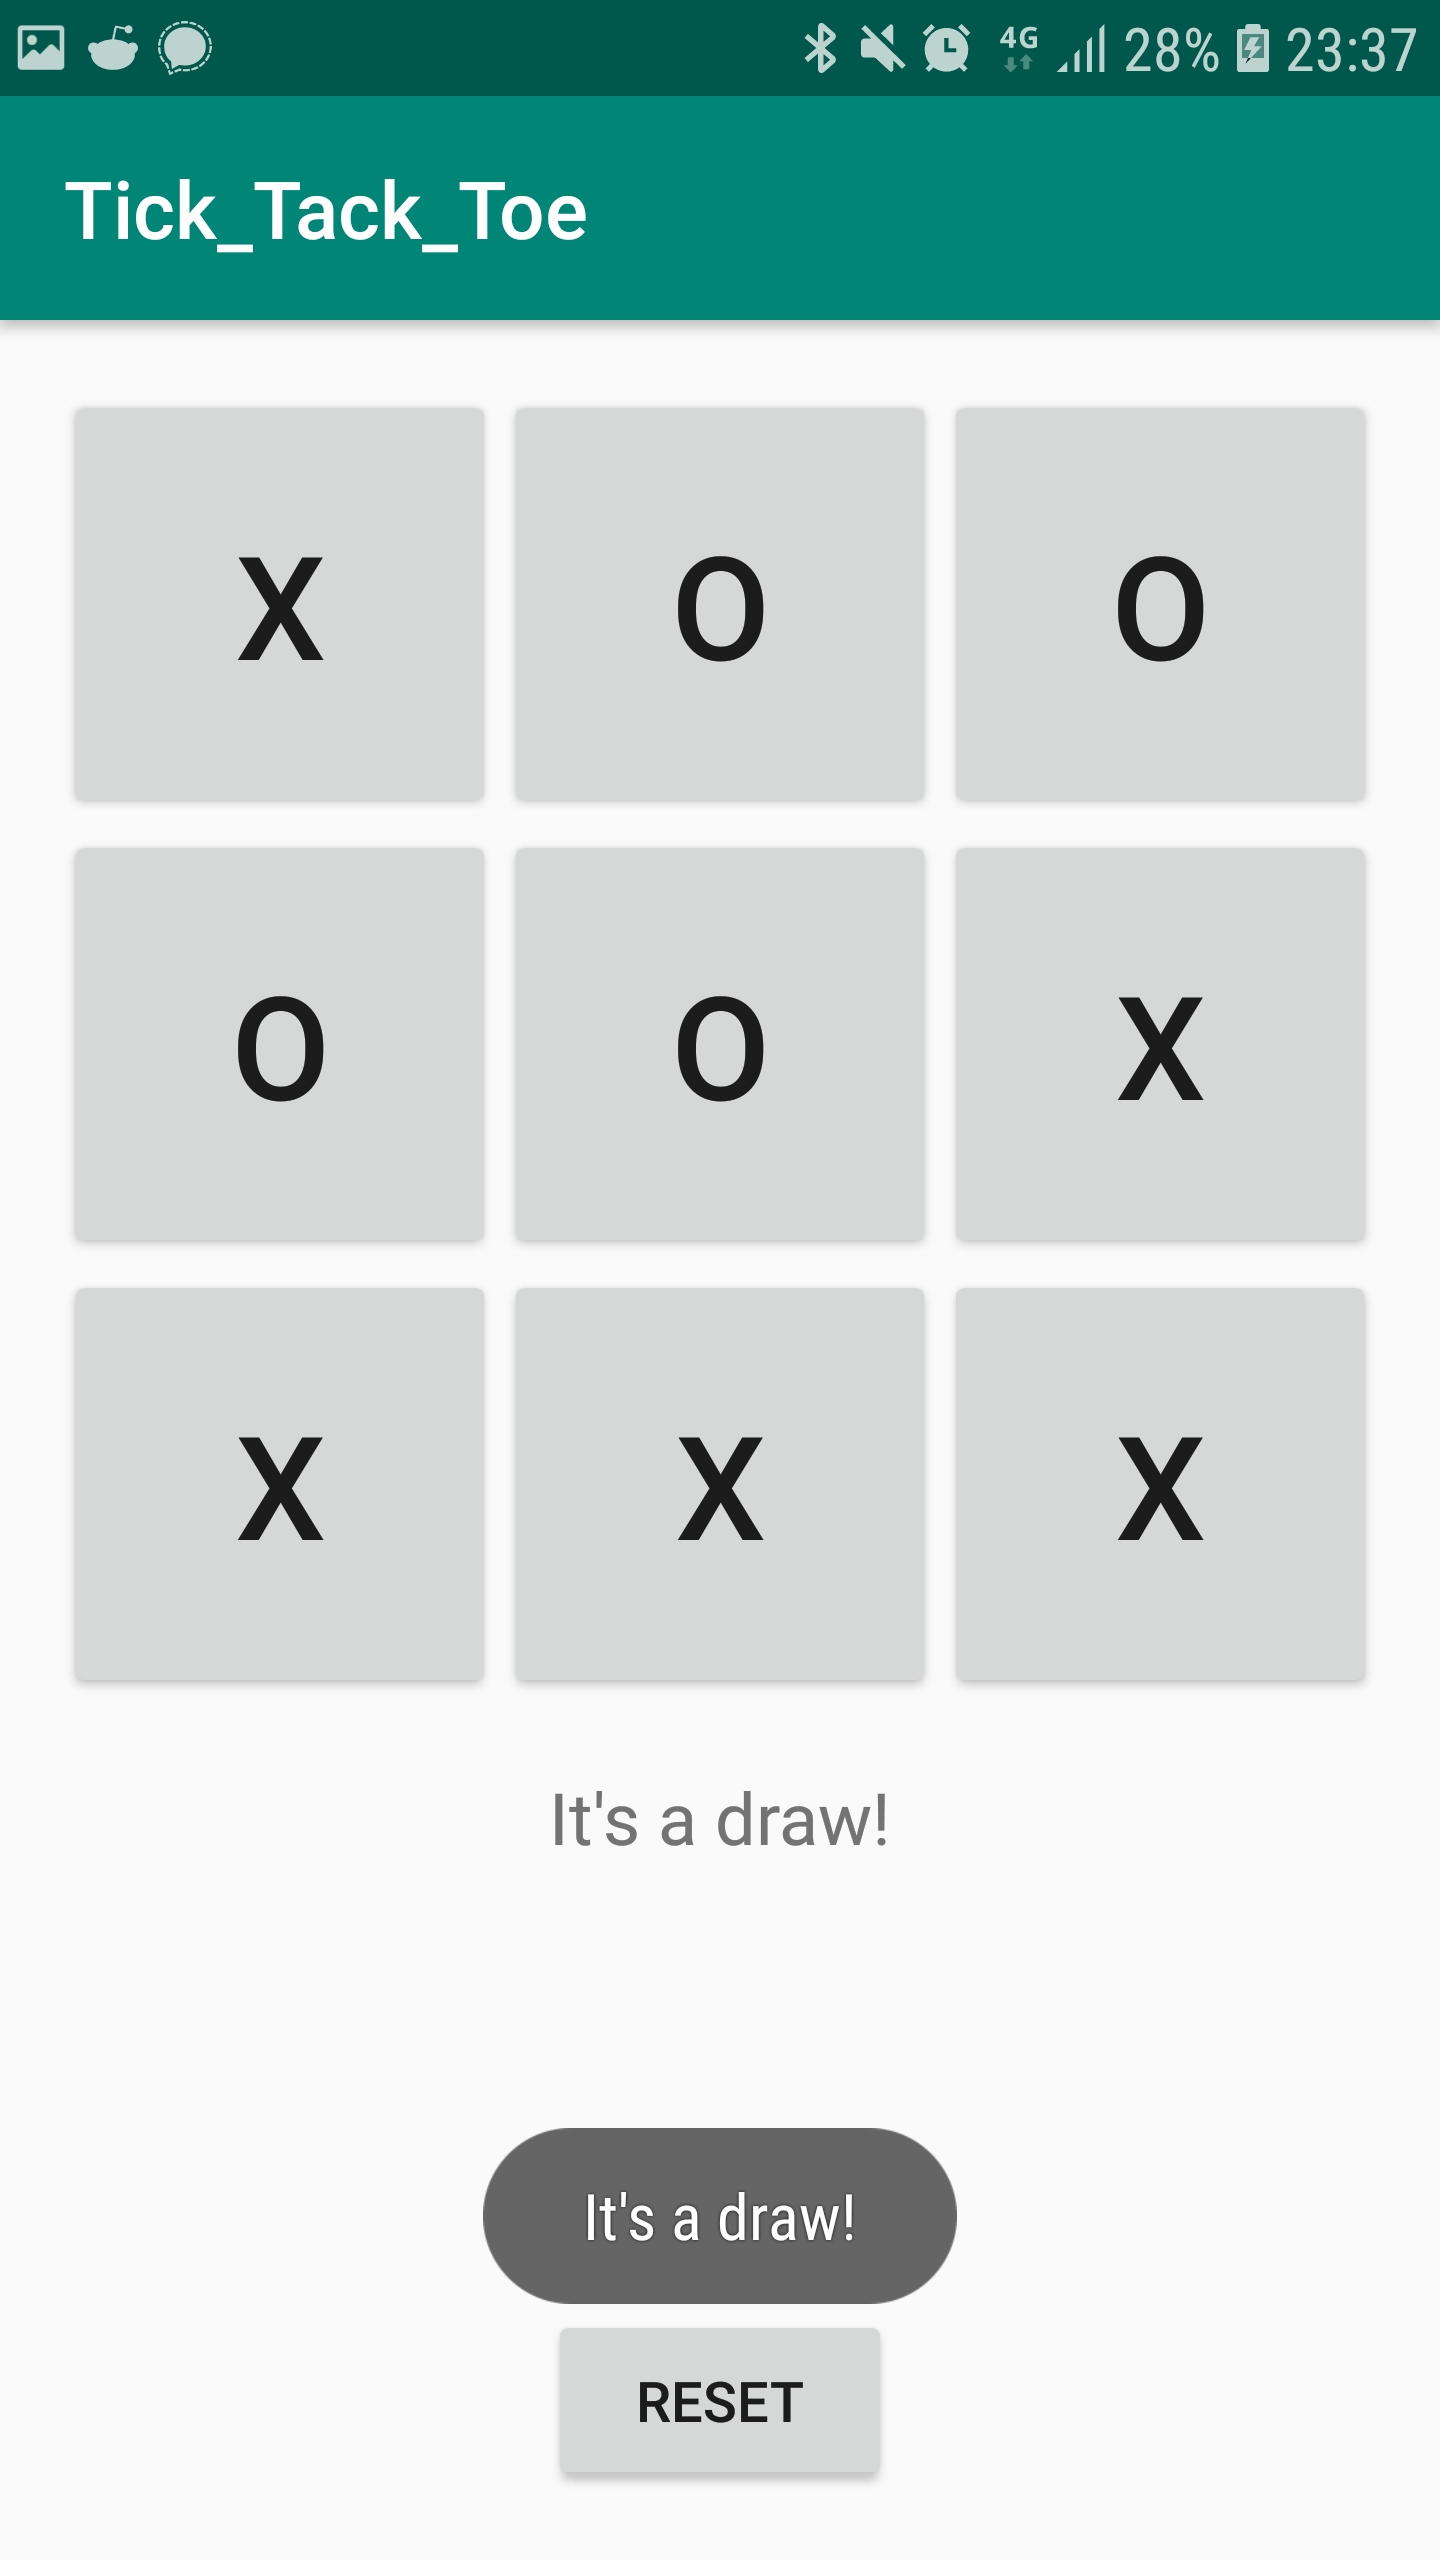 4G 28% 23:37
Tick_Tack_Toe
X O O
O O X
X X X
It's a draw!
It's a draw!
RESET